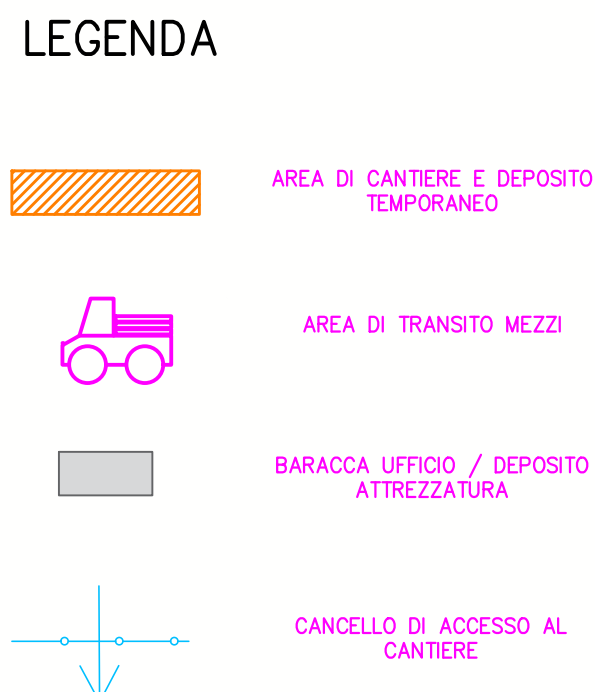 LEGENDA
AREA DI CANTIERE E DEPOSITO
TEMPORANEO
AREA DI TRANSITO MEZZI
BARACCA UFFICIO / DEPOSITO
ATTREZZATURA
CANCELLO DI ACCESSO AL
CANTIERE